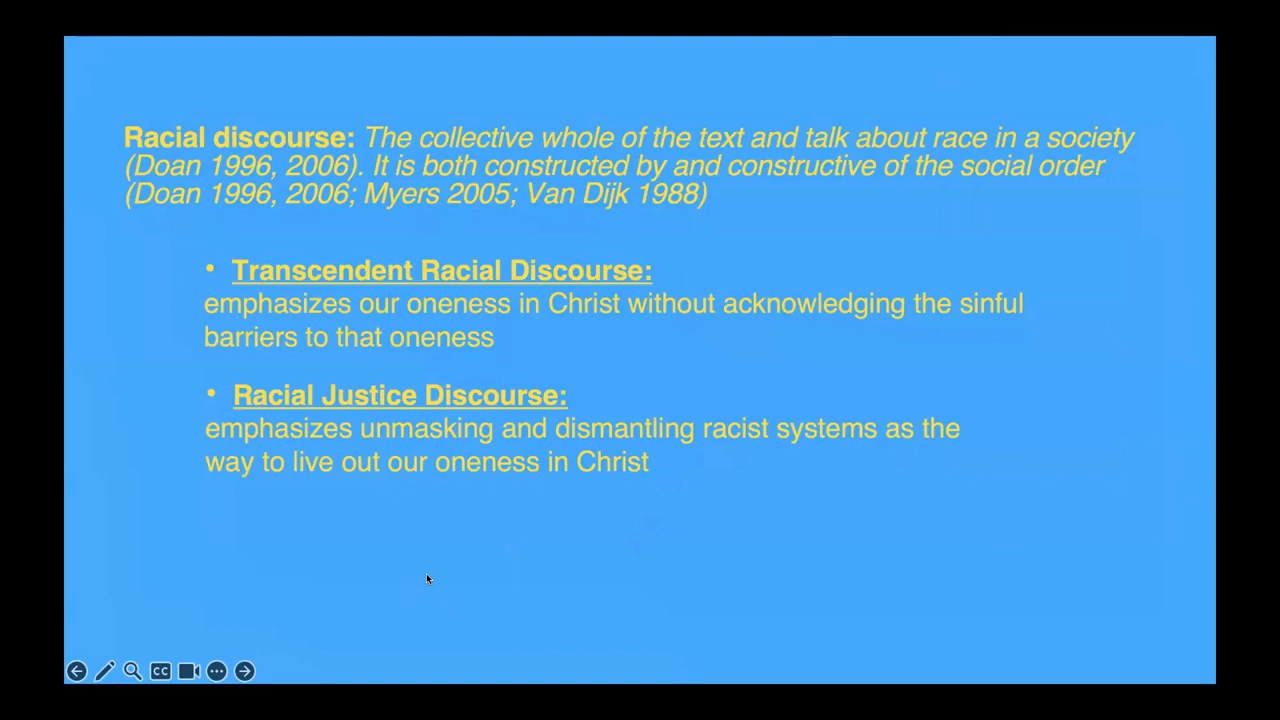 Racial discourse: The collective whole of the text and talk about race in a society
(Doan 1996, 2006). It is both constructed by and constructive of the social order
(Doan 1996, 2006; Myers 2005; Van Dijk 1988)
• Transcendent Racial Discourse:
emphasizes our oneness in Christ without acknowledging the sinful
barriers to that oneness
• Racial Justice Discourse:
emphasizes unmasking and dismantling racist systems as the
way to live out our oneness in Christ
CC